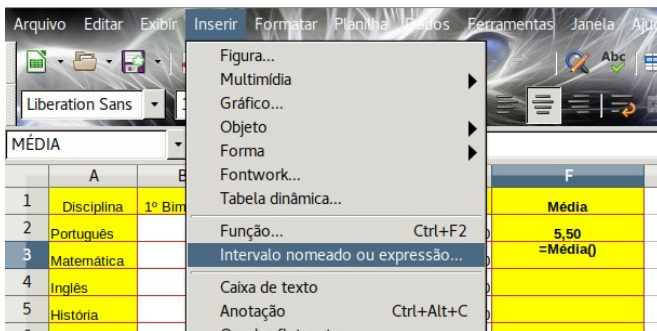 Arquivo Editar Exibir Inserir Formatar Planilha Dados Ferramentas Janela
Abc
Liberation Sans
MÉDIA
Figura...
Multimídia
Gráfico...
Objeto
Forma
Fontwork...
Tabela dinâmica...
Função... Ctrl+F2
Intervalo nomeado ou expressão...
Caixa de texto
Anotação Ctrl+Alt+C
A F
1 Disciplina 1º Bim Média
2 Português 5,50
3 Matemática =Média()
4 Inglês
5 História